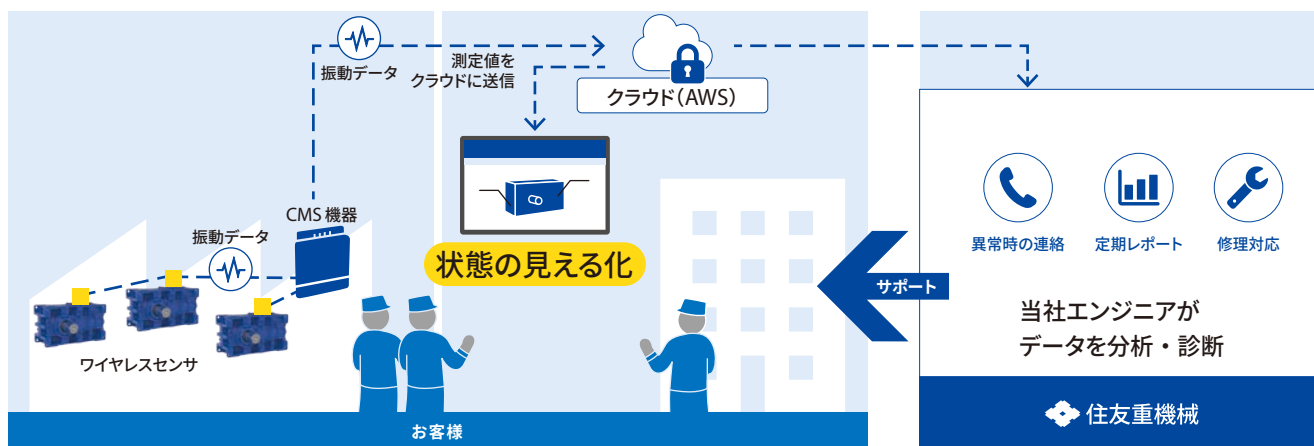 振動データ
測定値を
クラウドに送信
クラウド(AWS)
CMS 機器
振動データ
ワイヤレスセンサ
状態の見える化
お客様
サポート
異常時の連絡
定期レポート
修理対応
当社エンジニアが
データを分析・診断
住友重機械